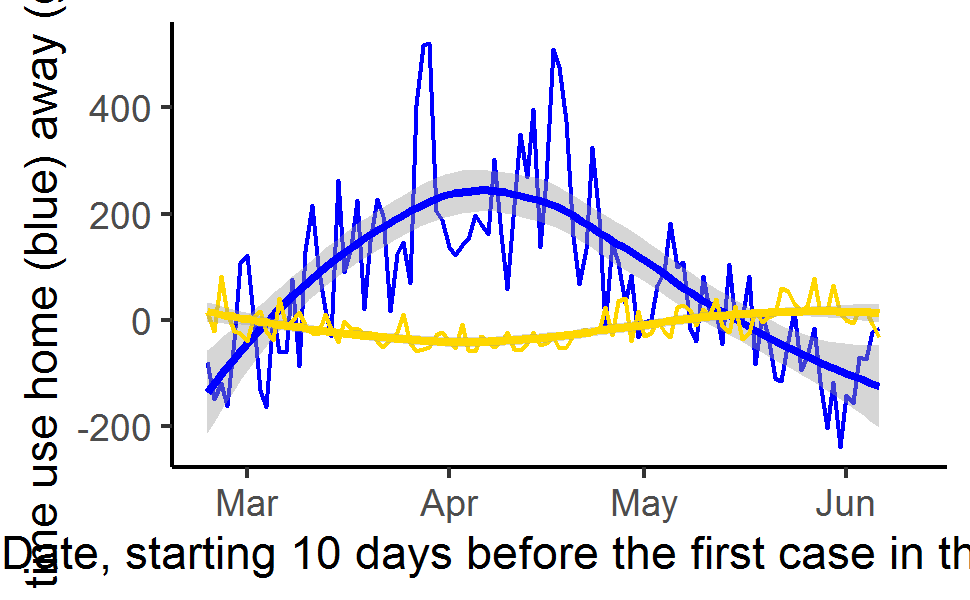 time use home (blue) away (
400
200
0
-200
Mar Apr May Jun
Date, starting 10 days before the first case in th